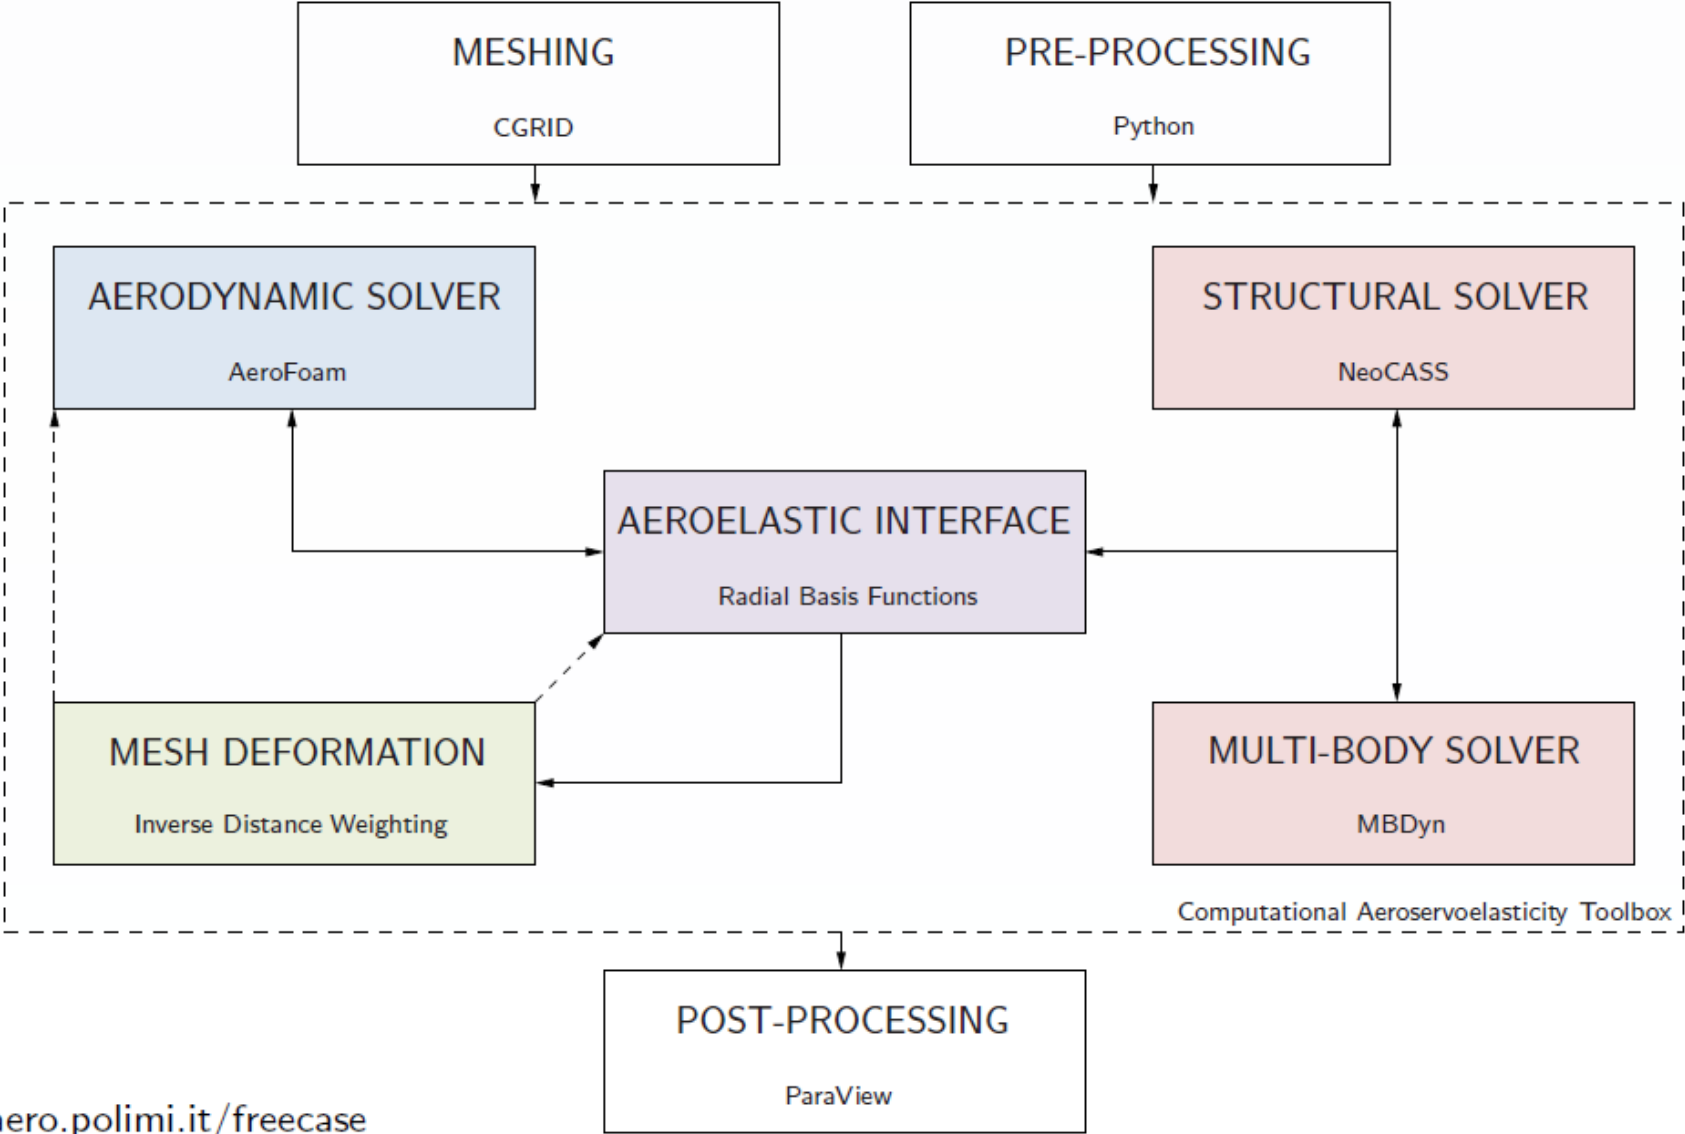 MESHING
CGRID
PRE-PROCESSING
Python
AERODYNAMIC SOLVER
AeroFoam
STRUCTURAL SOLVER
NeoCASS
AEROELASTIC INTERFACE
Radial Basis Functions
MESH DEFORMATION
Inverse Distance Weighting
MULTI-BODY SOLVER
MBDyn
Computational Aeroservoelasticity Toolbox
POST-PROCESSING
ParaView
aero.polimi.it/freecase